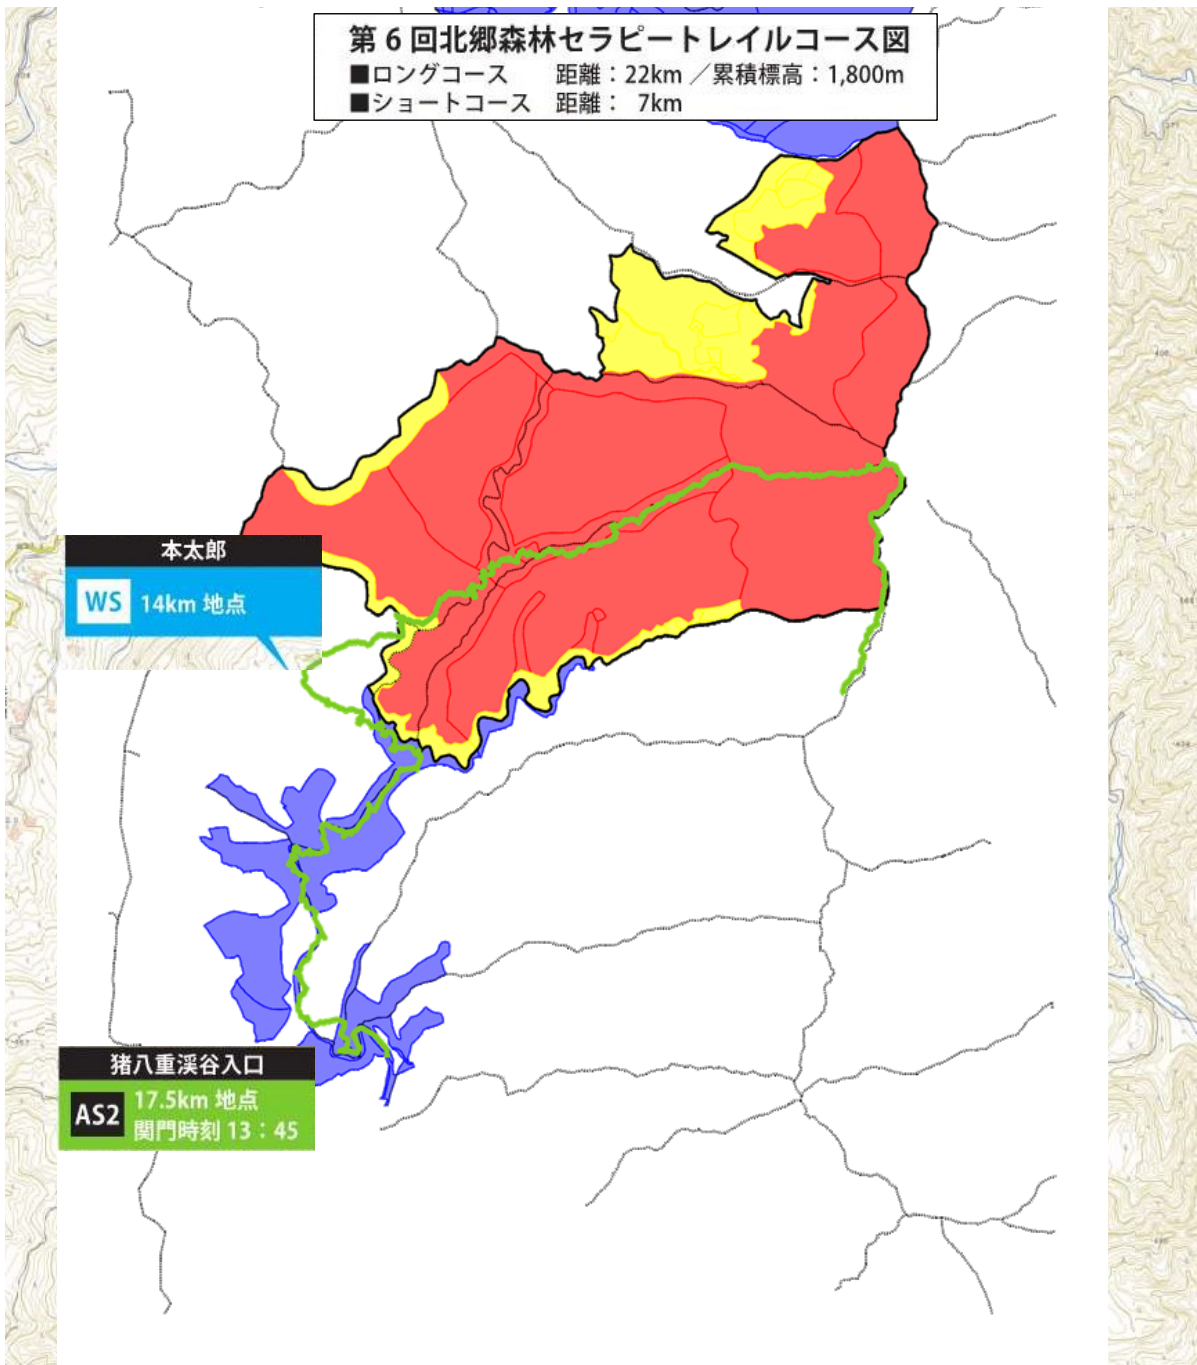 第6回北郷森林セラピートレイルコース図
■ロングコース 距離：22km ／累積標高：1,800m
■ショートコース 距離： 7km
本太郎
WS 14km 地点
猪八重渓谷入口
AS2 17.5km 地点
関門時刻 13：45